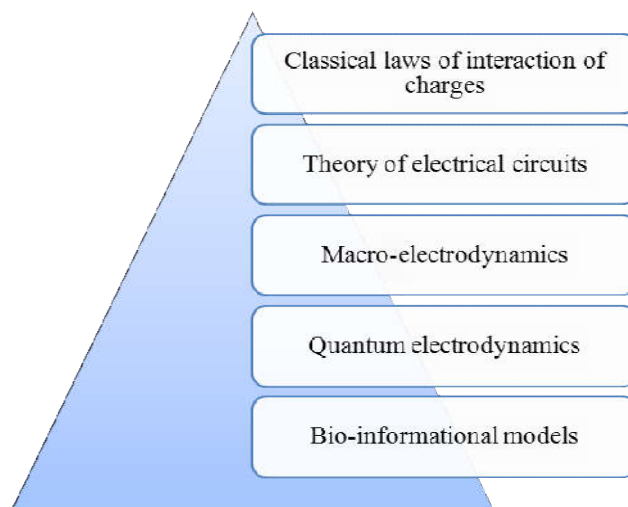 Classical laws of interaction of
charges
Theory of electrical circuits
Macro-electrodynamics
Quantum electrodynamics
Bio-informational models